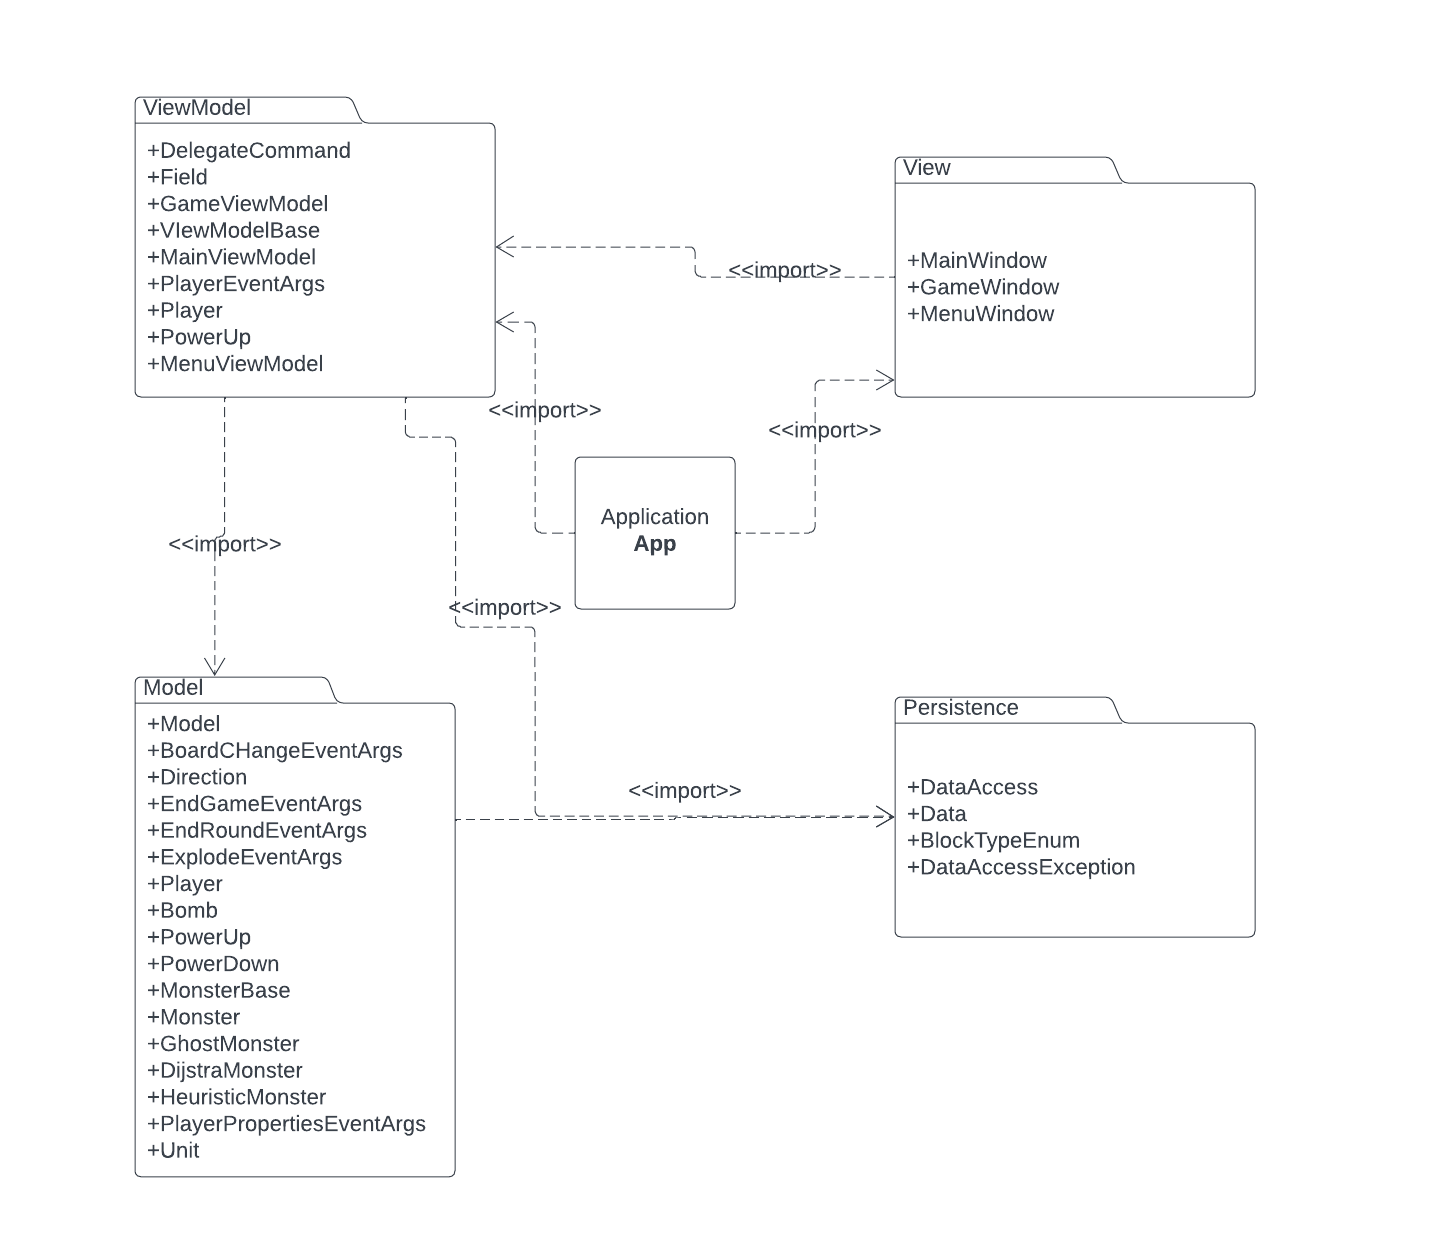 ViewModel
+DelegateCommand
+Field
+GameViewModel
+VIewModelBase
+MainViewModel
+PlayerEventArgs
+Player
+PowerUp
+MenuViewModel
View
+MainWindow
+GameWindow
+MenuWindow
<<import>>
<<import>>
<<import>>
Application
App
<<import>>
<<import>>
Model
+Model
+BoardCHangeEventArgs
+Direction
+EndGameEventArgs
+EndRoundEventArgs
+ExplodeEventArgs
+Player
+Bomb
+PowerUp
+PowerDown
+MonsterBase
+Monster
+GhostMonster
+DijstraMonster
+HeuristicMonster
+PlayerPropertiesEventArgs
+Unit
<<import>>
Persistence
+DataAccess
+Data
+BlockTypeEnum
+DataAccessException